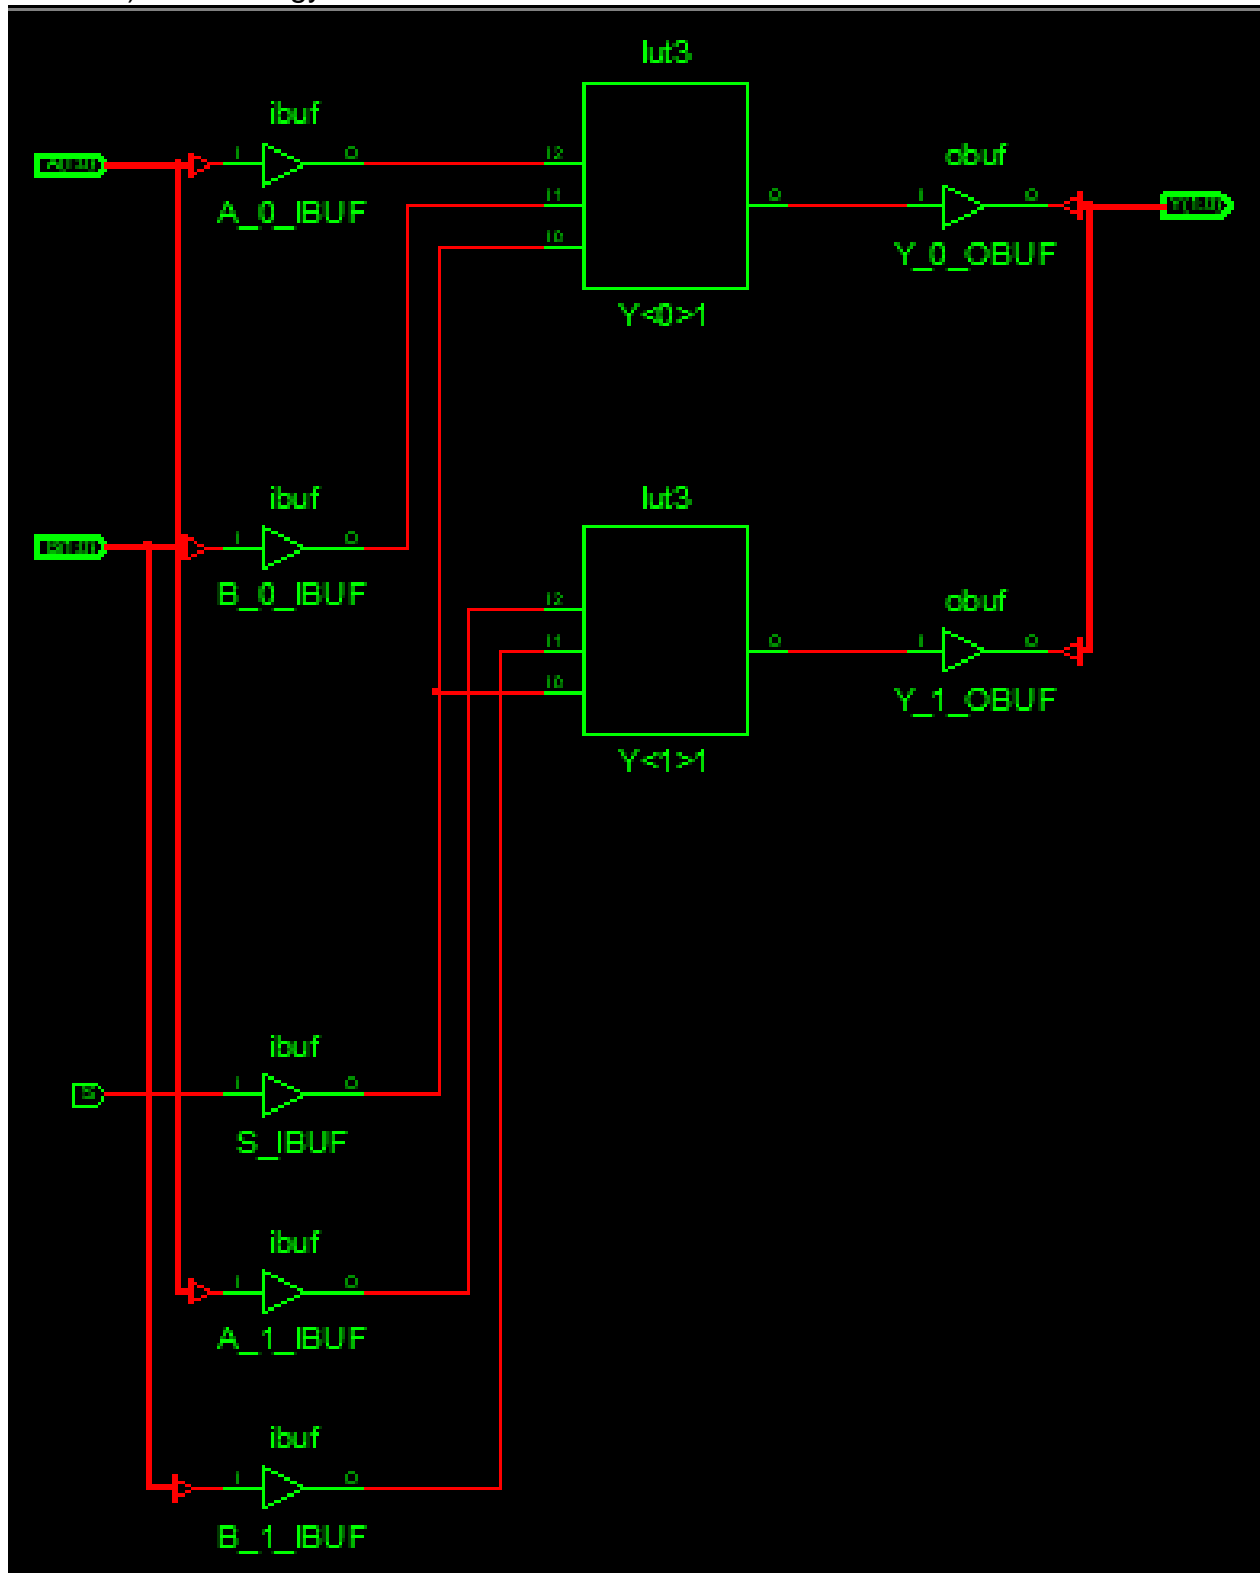 lut3
ibuf
obuf
I O I2
A_0_IBUF
I1 O I O
I0
Y_0_OBUF
Y<0>1
ibuf
lut3
I O
B_0_IBUF
I2
obuf
I1 O I O
I0
Y_1_OBUF
Y<1>1
ibuf
S I O
S_IBUF
ibuf
I O
A_1_IBUF
ibuf
I O
B_1_IBUF